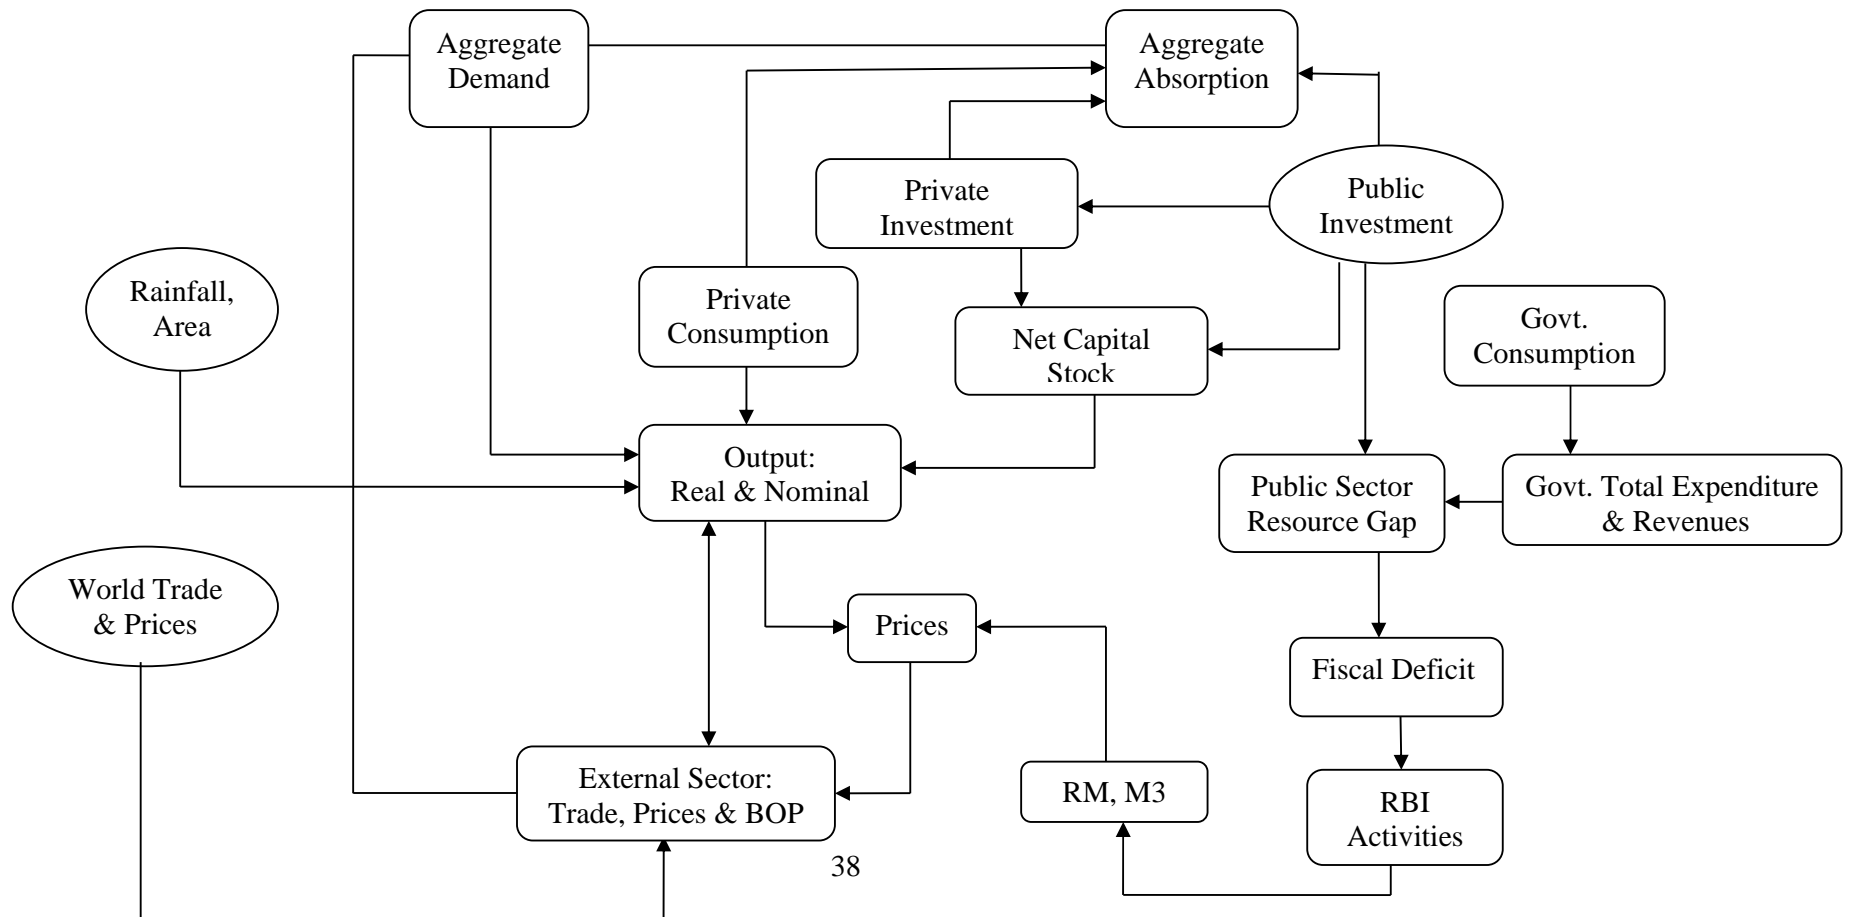 Aggregate
Demand
Aggregate
Absorption
Private
Investment
Public
Investment
Rainfall,
Area
Private
Consumption
Net Capital
Stock
Govt.
Consumption
Output:
Real & Nominal
Public Sector
Resource Gap
Govt. Total Expenditure
& Revenues
World Trade
& Prices
Prices
Fiscal Deficit
External Sector:
Trade, Prices & BOP
RM, M3
RBI
Activities
38